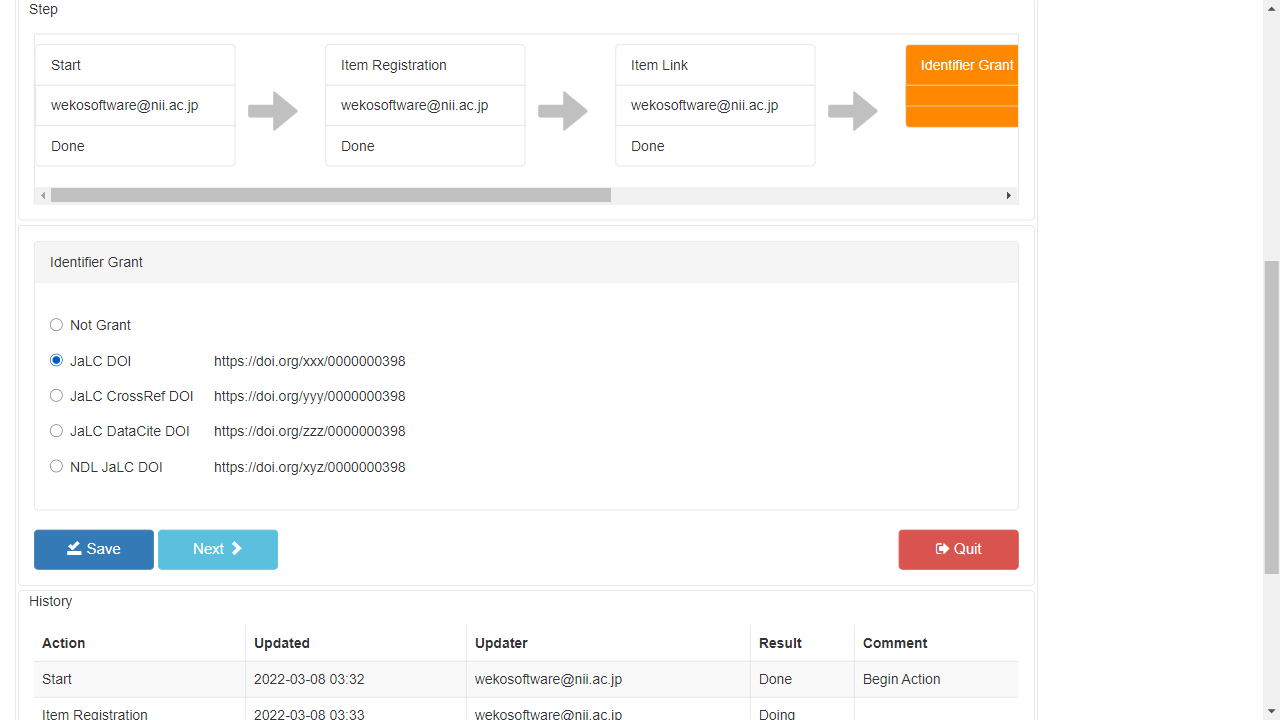 Step
Start
wekosoftware@nii.ac.jp
Done
Item Registration
wekosoftware@nii.ac.jp
Done
Item Link
wekosoftware@nii.ac.jp
Done
Identifier Grant
Identifier Grant
Not Grant
JaLC DOI https://doi.org/xxx/0000000398
JaLC CrossRef DOI https://doi.org/yyy/0000000398
JaLC DataCite DOI https://doi.org/zzz/0000000398
NDL JaLC DOI https://doi.org/xyz/0000000398
Save Next Quit
History
Action Updated Updater Result Comment
Start 2022-03-08 03:32 wekosoftware@nii.ac.jp Done Begin Action
Item Registration 2022-03-08 03:33 wekosoftware@nii.ac.jp Doing